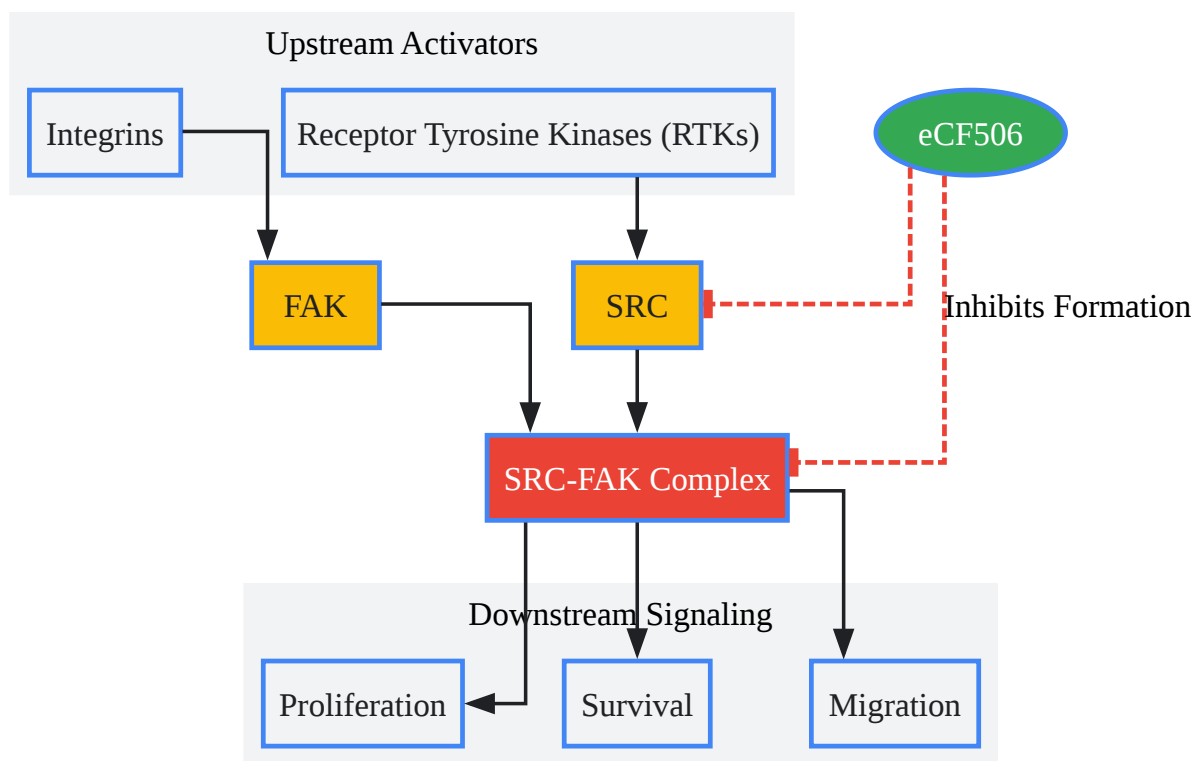 Upstream Activators
Integrins
Receptor Tyrosine Kinases (RTKs)
eCF506
FAK
SRC
Inhibits Formation
SRC-FAK Complex
Downstream Signaling
Proliferation
Survival
Migration